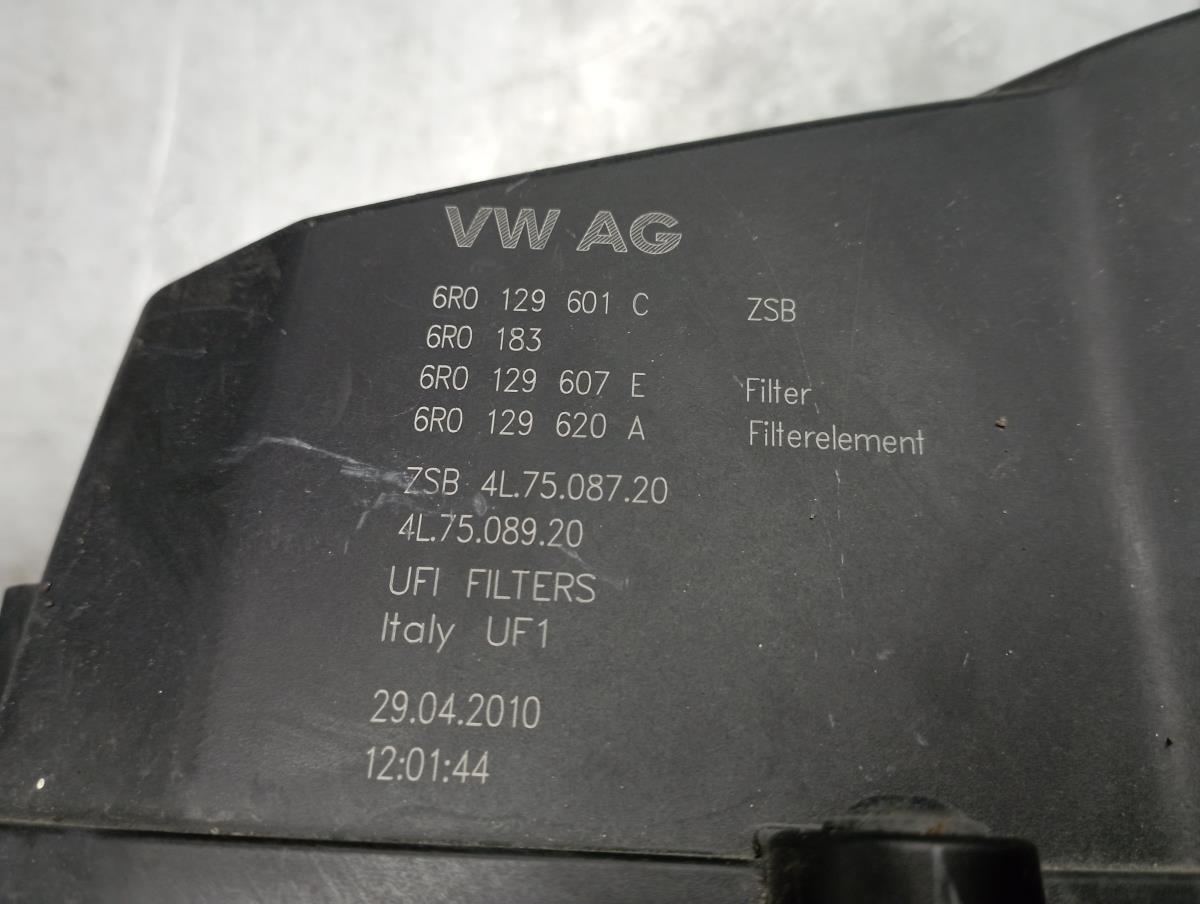 VW AG
6R0 129 601 C ZSB
6R0 183
6R0 129 607 E Filter
6R0 129 620 A Filterelement
ZSB 4L.75.087.20
4L.75.089.20
UFI FILTERS
Italy UF1
29.04.2010
12:01:44